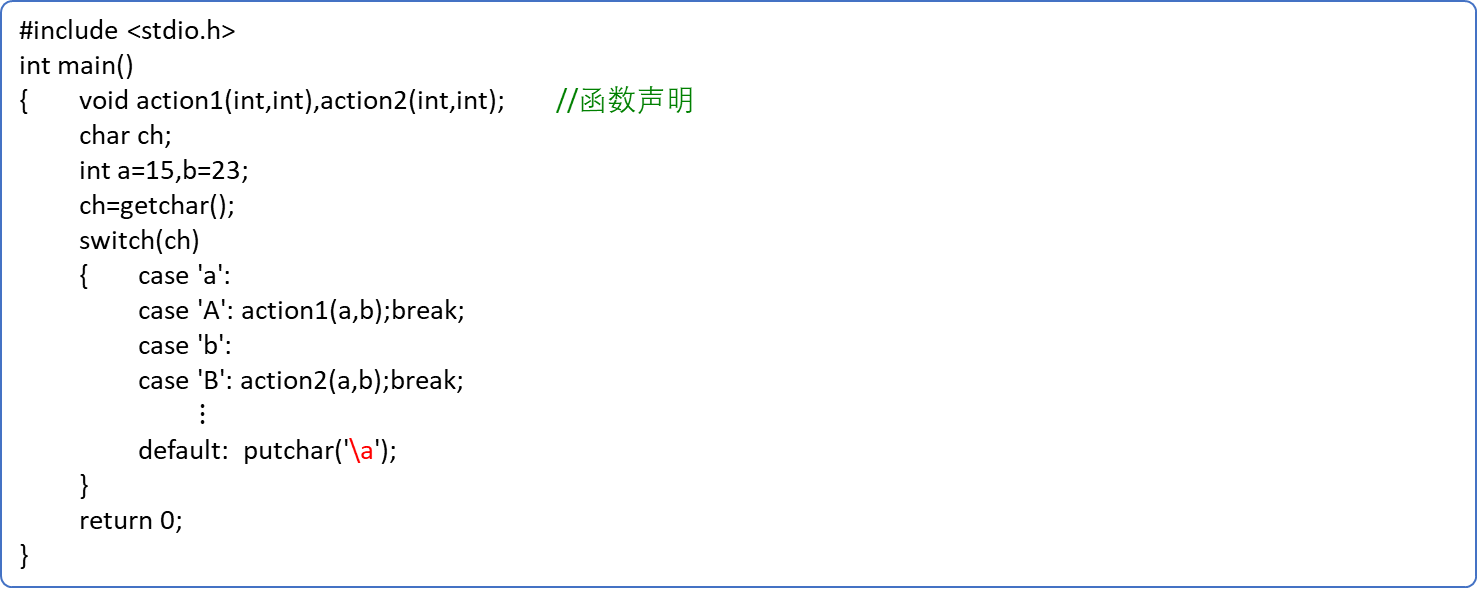 #include <stdio.h>
int main()
{ void action1(int,int),action2(int,int); //函数声明
char ch;
int a=15,b=23;
ch=getchar();
switch(ch)
{ case 'a':
case 'A': action1(a,b);break;
case 'b':
case 'B': action2(a,b);break;
⋮
default: putchar('\a');
}
return 0;
}